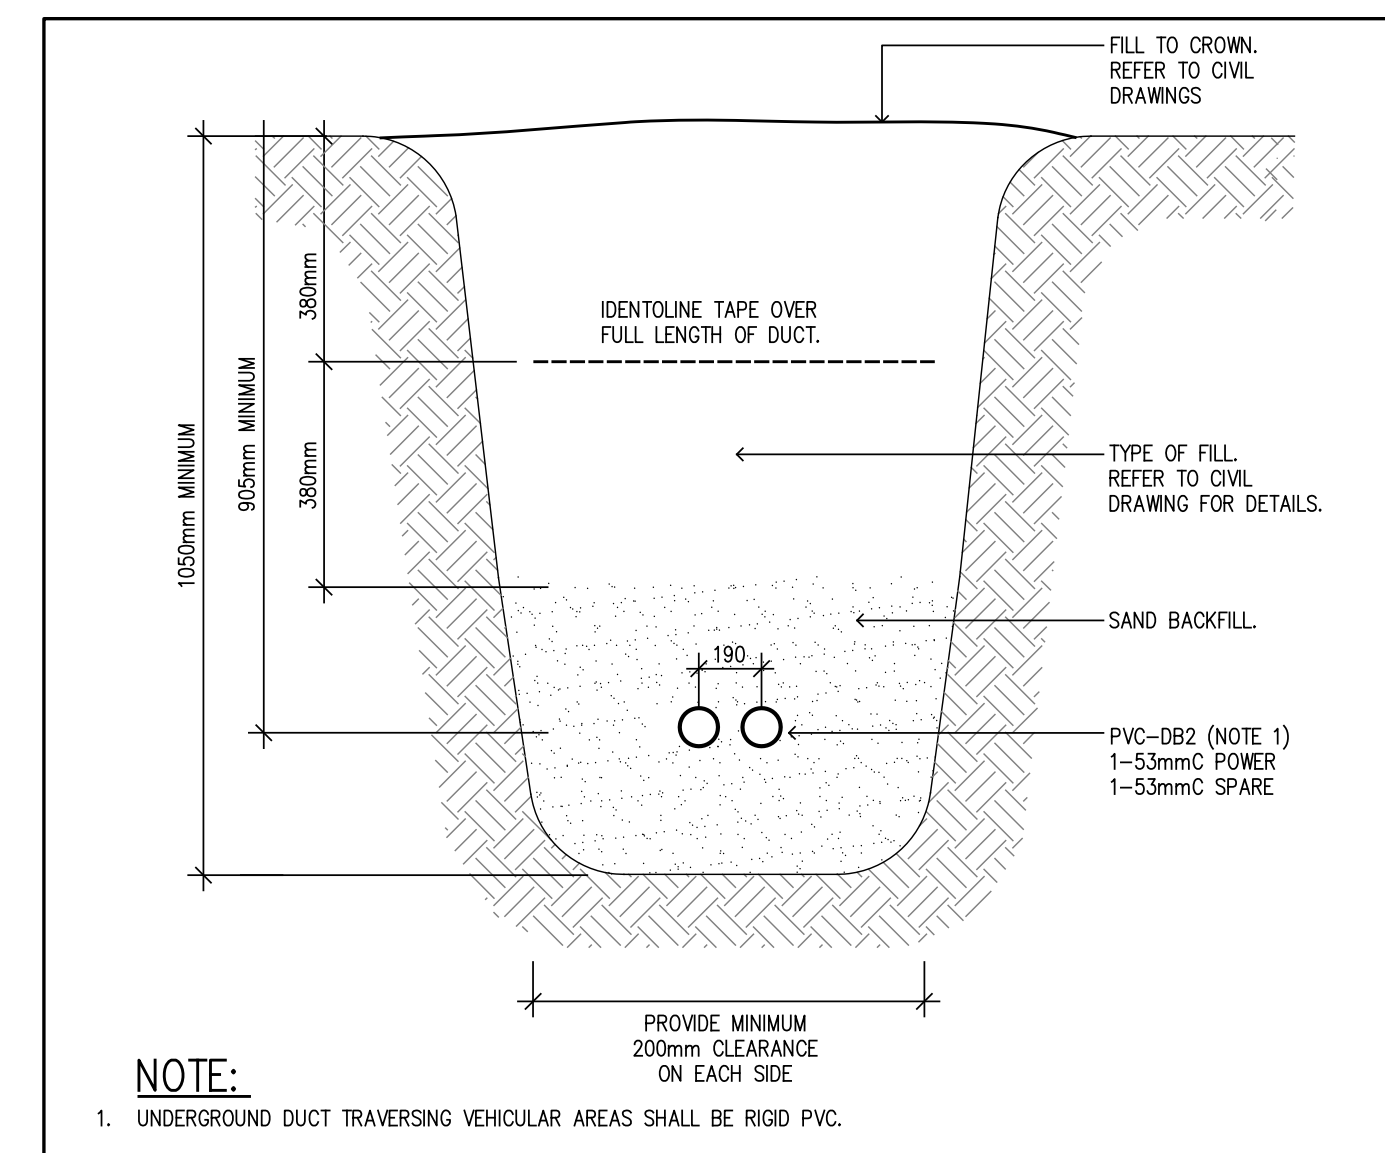 FILL TO CROWN.
REFER TO CIVIL
DRAWINGS
380mm
IDENTOLINE TAPE OVER
FULL LENGTH OF DUCT.
905mm MINIMUM
1050mm MINIMUM
380mm
TYPE OF FILL.
REFER TO CIVIL
DRAWING FOR DETAILS.
SAND BACKFILL.
190
PVC-DB2 (NOTE 1)
1-53mmC POWER
1-53mmC SPARE
PROVIDE MINIMUM
200mm CLEARANCE
ON EACH SIDE
NOTE:
1. UNDERGROUND DUCT TRAVERSING VEHICULAR AREAS SHALL BE RIGID PVC.